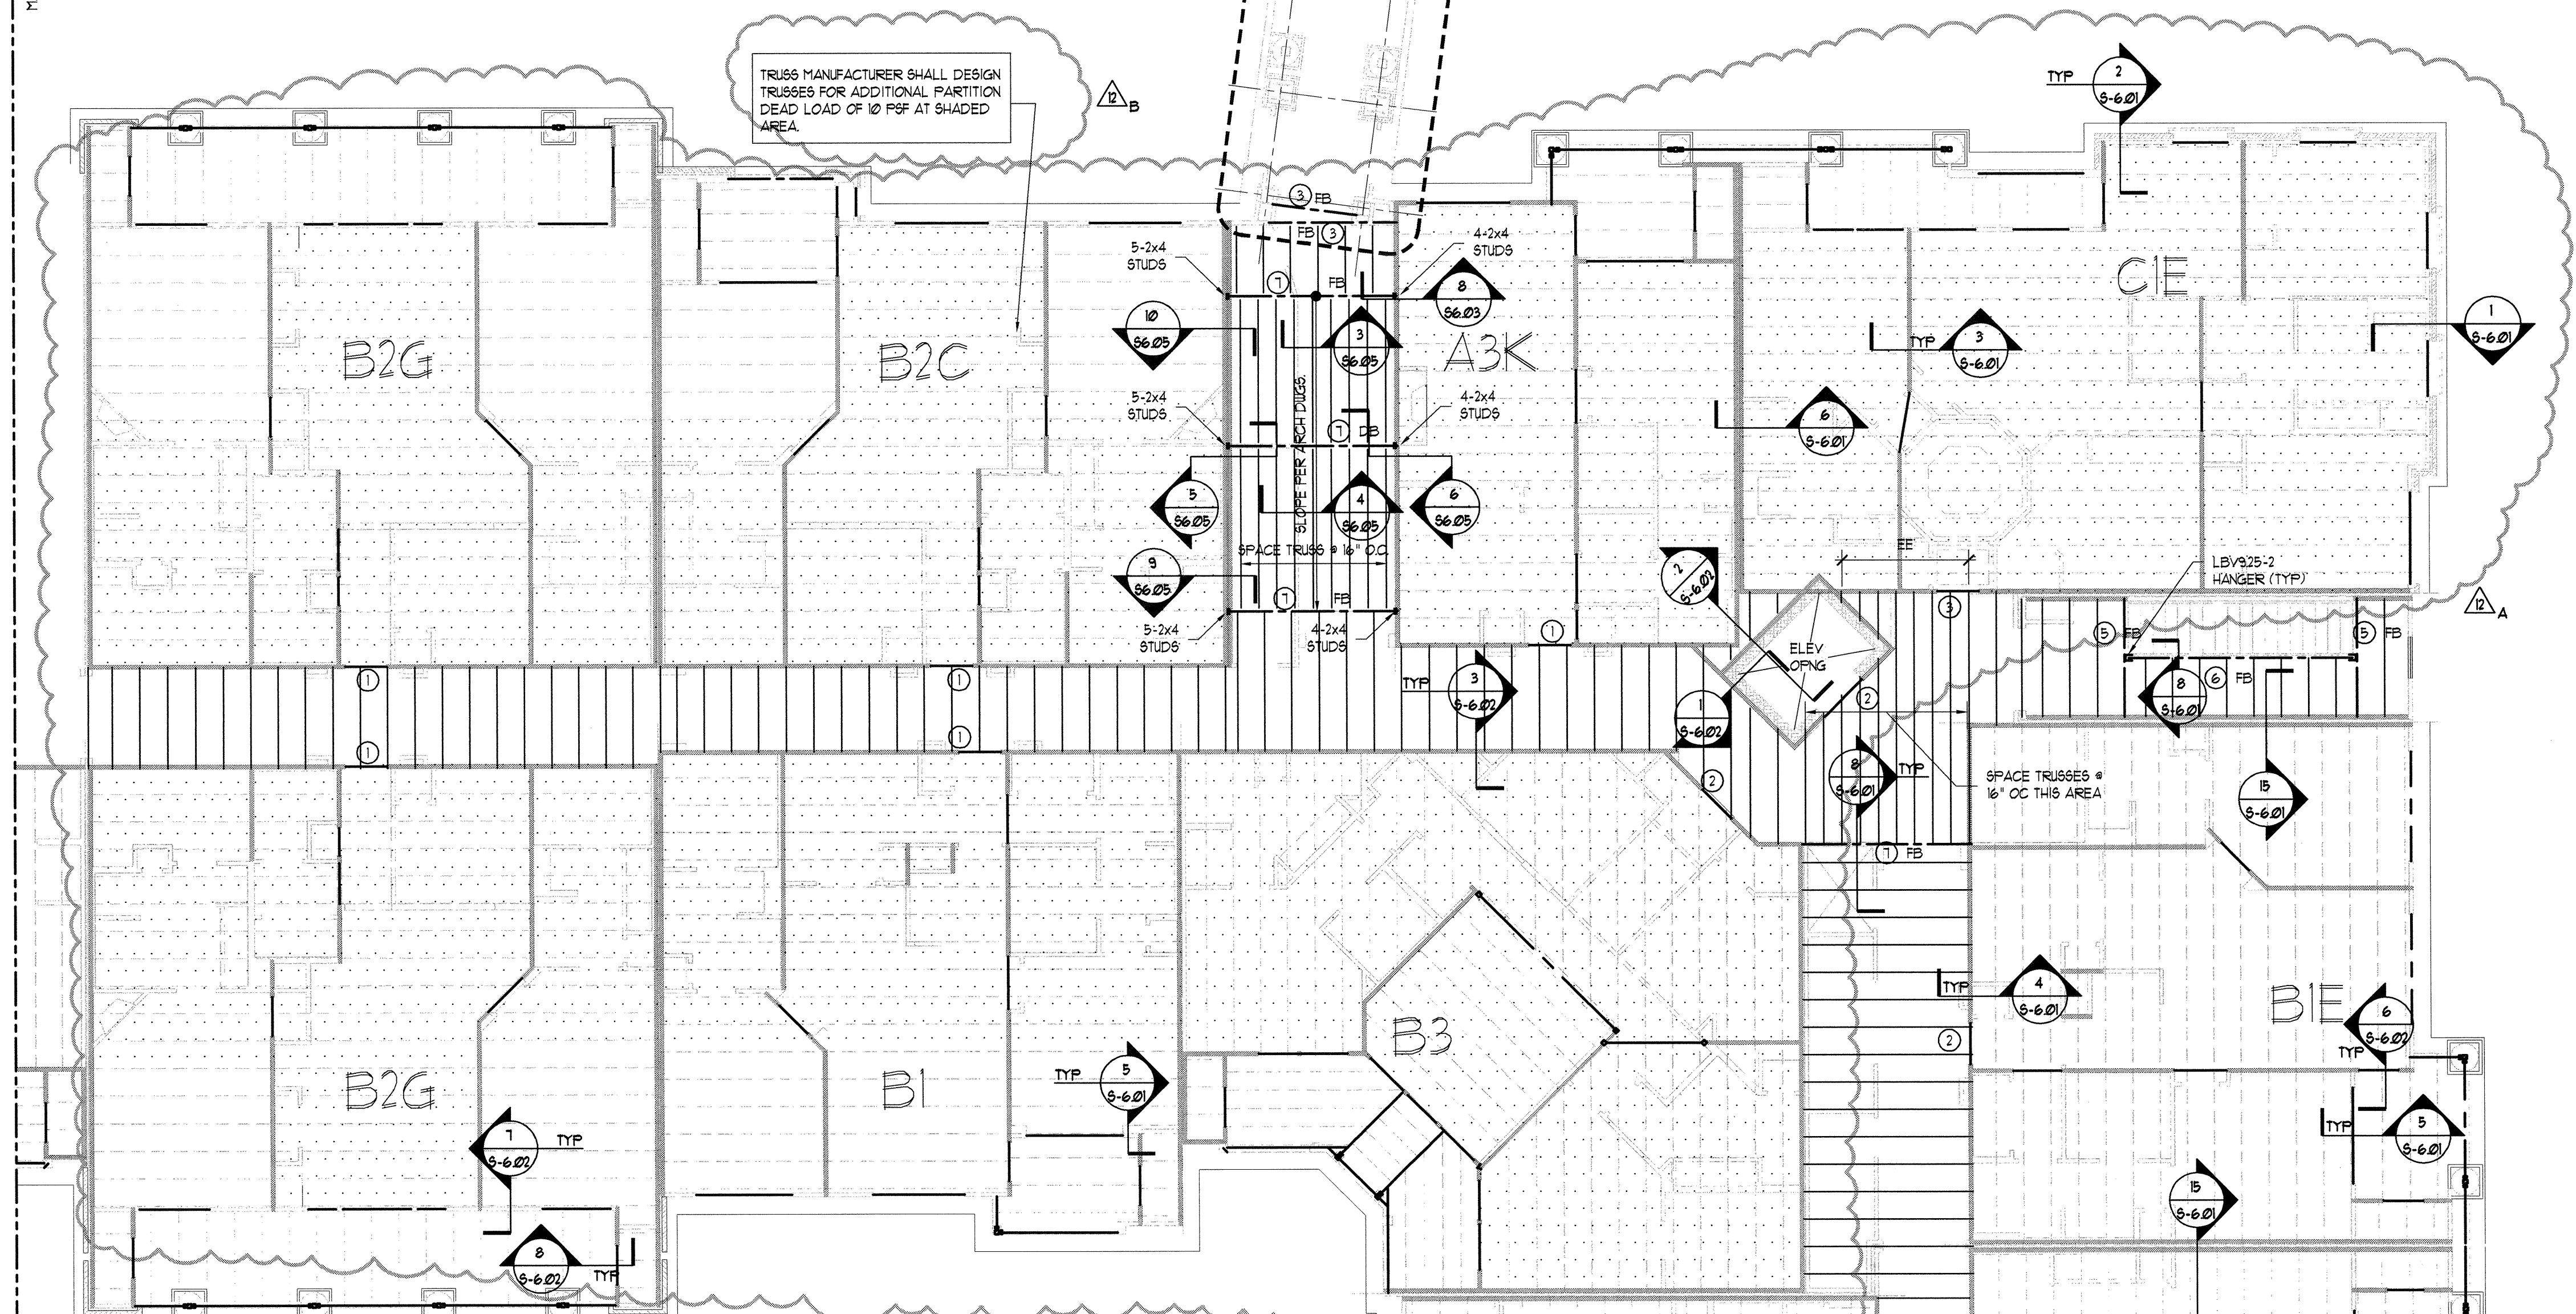 TRUSS MANUFACTURER SHALL DESIGN
TRUSSES FOR ADDITIONAL PARTITION
DEAD LOAD OF 10 PSF AT SHADED
AREA.
12
B
TYP
2
S-6.01
3
FB
FB
3
5-2x4
STUDS
4-2x4
STUDS
7
FB
8
S6.03
10
S6.05
3
S6.05
B2G
B2C
A3K
C1E
TYP
3
S-6.01
1
S-6.01
5-2x4
STUDS
4-2x4
STUDS
7
DB
6
S-6.01
SLOPE PER ARCH DWGS.
5
S6.05
4
S6.05
6
S6.05
SPACE TRUSS @ 16" O.C.
9
S6.05
7
FB
5-2x4
STUDS
4-2x4
STUDS
2
S-6.02
EE
3
LBV9.25-2
HANGER (TYP)
12
A
1
1
1
ELEV
OPNG
5
FB
5
FB
TYP
3
S-6.02
1
S-6.02
2
8
S-6.01
6
FB
1
1
2
8
S-6.01
TYP
SPACE TRUSSES @
16" OC THIS AREA
15
S-6.01
7
FB
TYP
4
S-6.01
B1E
6
S-6.02
TYP
2
B3
B2G
B1
TYP
5
S-6.01
7
S-6.02
TYP
TYP
5
S-6.01
15
S-6.01
8
S-6.02
TYP